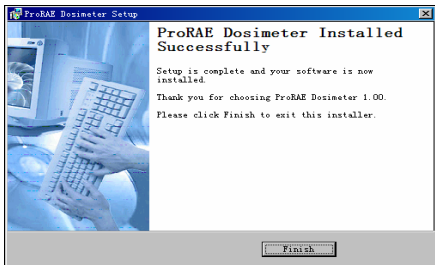 ProRAE Dosimeter Setup
ProRAE Dosimeter Installed
Successfully
Setup is complete and your software is now
installed.
Thank you for choosing ProRAE Dosimeter 1.00.
Please click Finish to exit this installer.
Finish